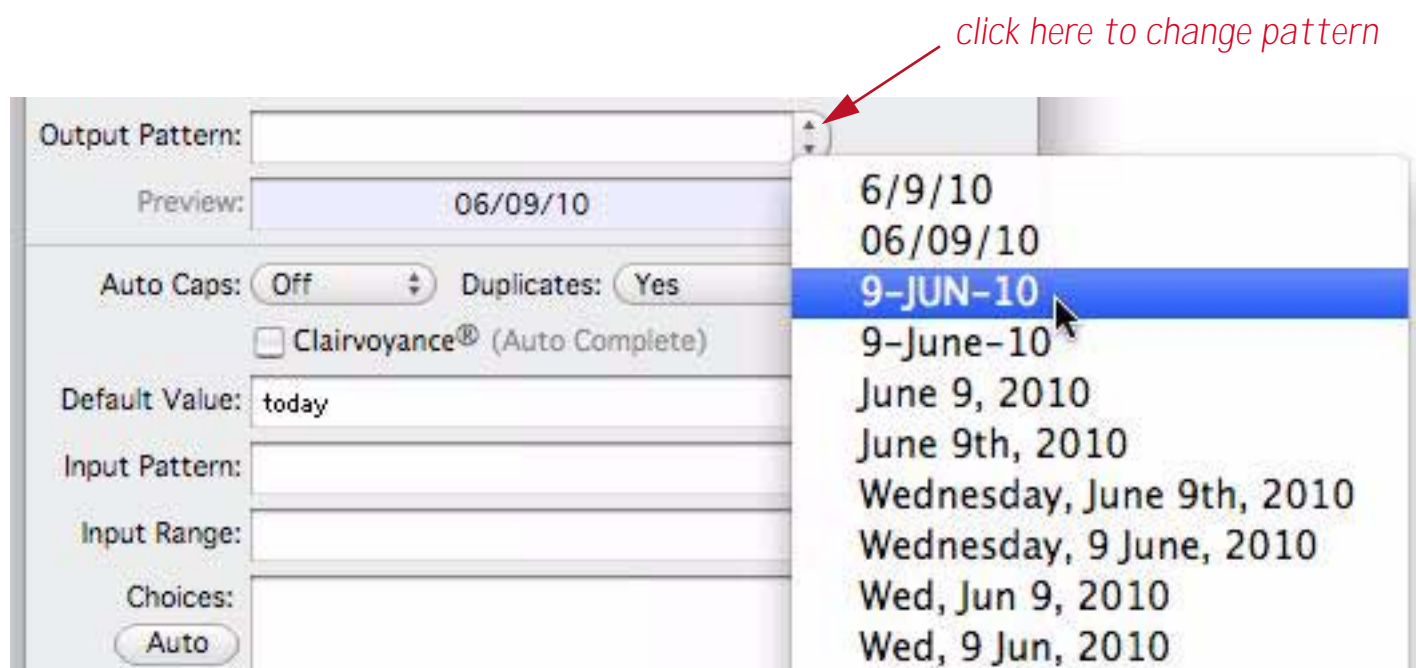 click here to change pattern
Output Pattern:
Preview: 06/09/10
Auto Caps: Off Duplicates: Yes
Clairvoyance® (Auto Complete)
Default Value: today
Input Pattern:
Input Range:
Choices:
Auto
6/9/10
06/09/10
9-JUN-10
9-June-10
June 9, 2010
June 9th, 2010
Wednesday, June 9th, 2010
Wednesday, 9 June, 2010
Wed, Jun 9, 2010
Wed, 9 Jun, 2010